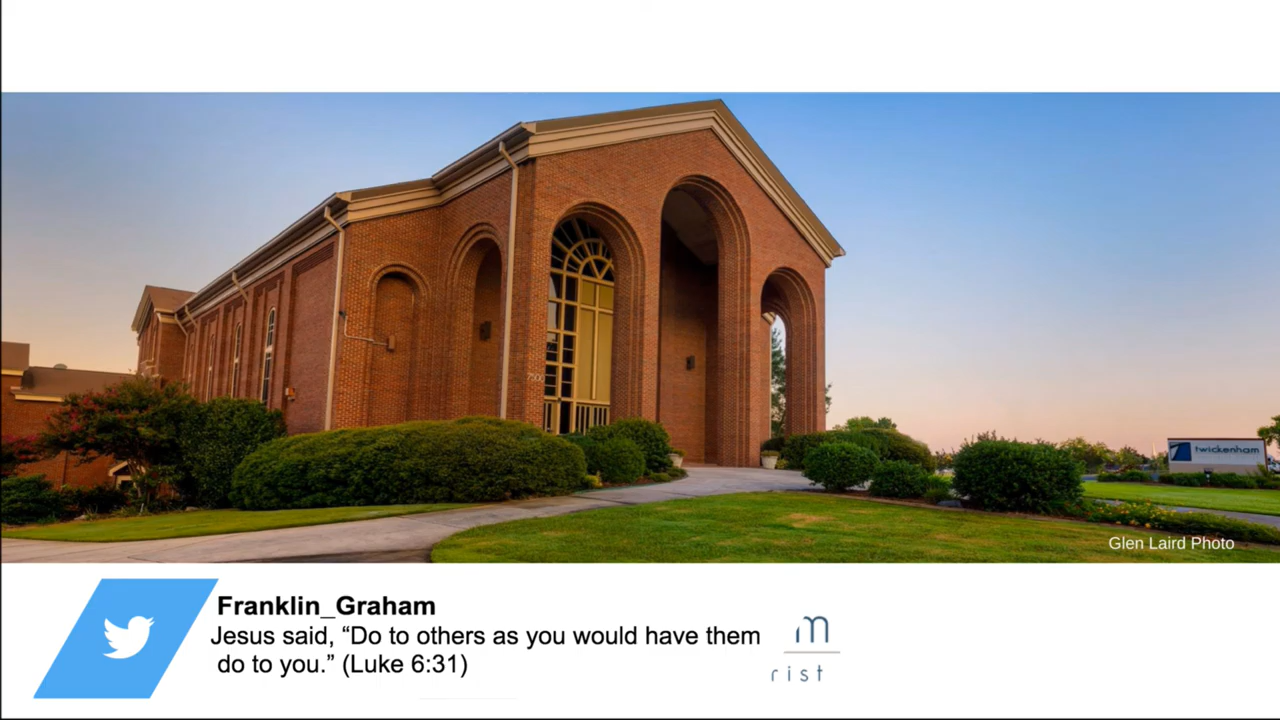 twickenham
Glen Laird Photo
Franklin_Graham
Jesus said, “Do to others as you would have them
do to you.” (Luke 6:31)
m
rist